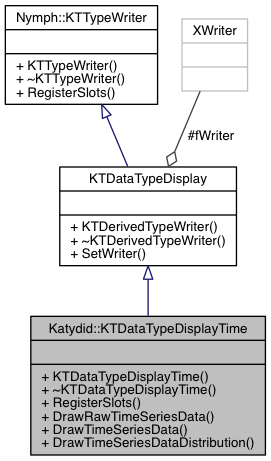 Nymph::KTTypeWriter
+ KTTypeWriter()
+ ~KTTypeWriter()
+ RegisterSlots()
XWriter
#fWriter
KTDataTypeDisplay
+ KTDerivedTypeWriter()
+ ~KTDerivedTypeWriter()
+ SetWriter()
Katydid::KTDataTypeDisplayTime
+ KTDataTypeDisplayTime()
+ ~KTDataTypeDisplayTime()
+ RegisterSlots()
+ DrawRawTimeSeriesData()
+ DrawTimeSeriesData()
+ DrawTimeSeriesDataDistribution()